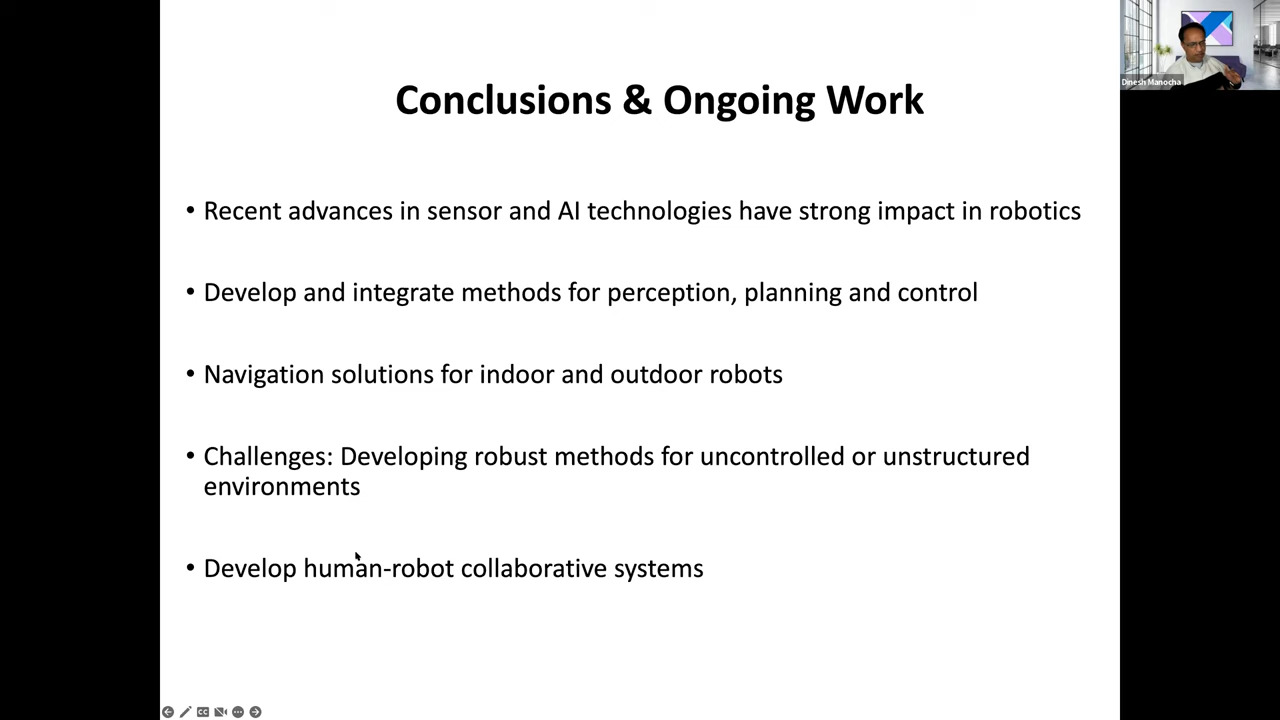 Conclusions & Ongoing Work
Dinesh Manocha
• Recent advances in sensor and AI technologies have strong impact in robotics
• Develop and integrate methods for perception, planning and control
• Navigation solutions for indoor and outdoor robots
• Challenges: Developing robust methods for uncontrolled or unstructured
environments
• Develop human-robot collaborative systems
CC